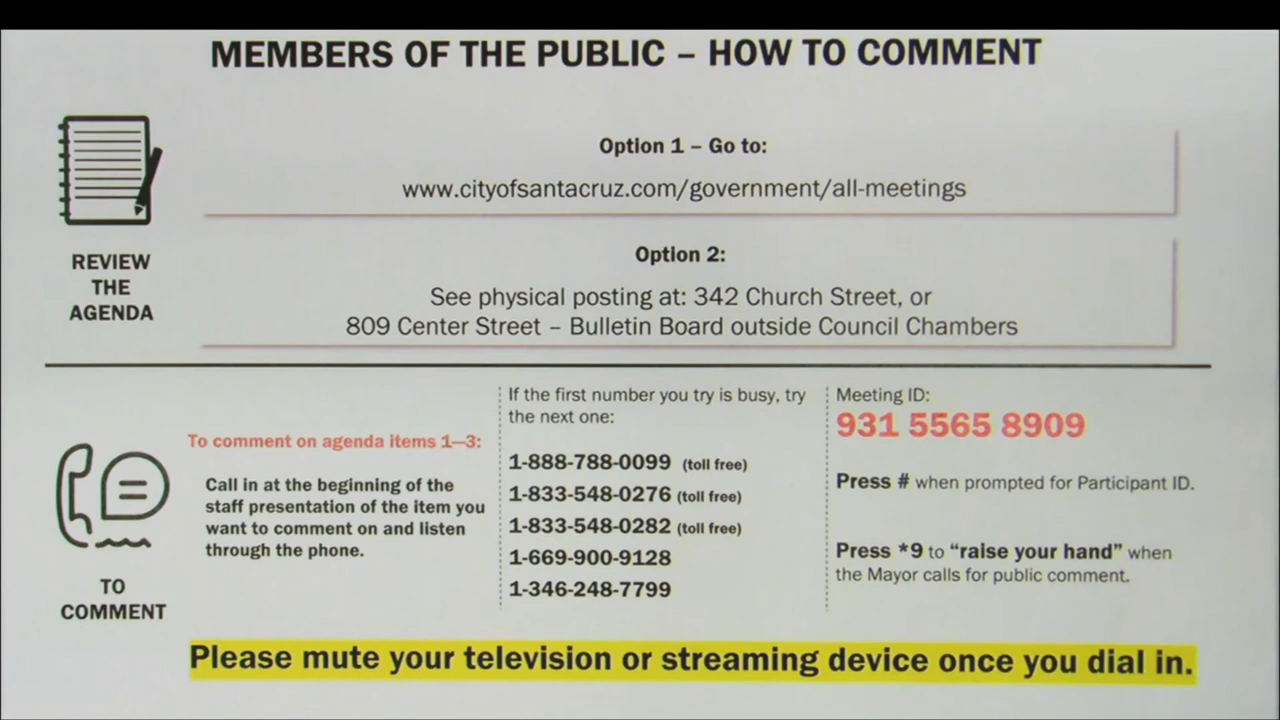 MEMBERS OF THE PUBLIC – HOW TO COMMENT
REVIEW
THE
AGENDA
Option 1 – Go to:
www.cityofsantacruz.com/government/all-meetings
Option 2:
See physical posting at: 342 Church Street, or
809 Center Street – Bulletin Board outside Council Chambers
TO
COMMENT
To comment on agenda items 1—3:
Call in at the beginning of the
staff presentation of the item you
want to comment on and listen
through the phone.
If the first number you try is busy, try
the next one:
1-888-788-0099 (toll free)
1-833-548-0276 (toll free)
1-833-548-0282 (toll free)
1-669-900-9128
1-346-248-7799
Meeting ID:
931 5565 8909
Press # when prompted for Participant ID.
Press *9 to “raise your hand” when
the Mayor calls for public comment.
Please mute your television or streaming device once you dial in.